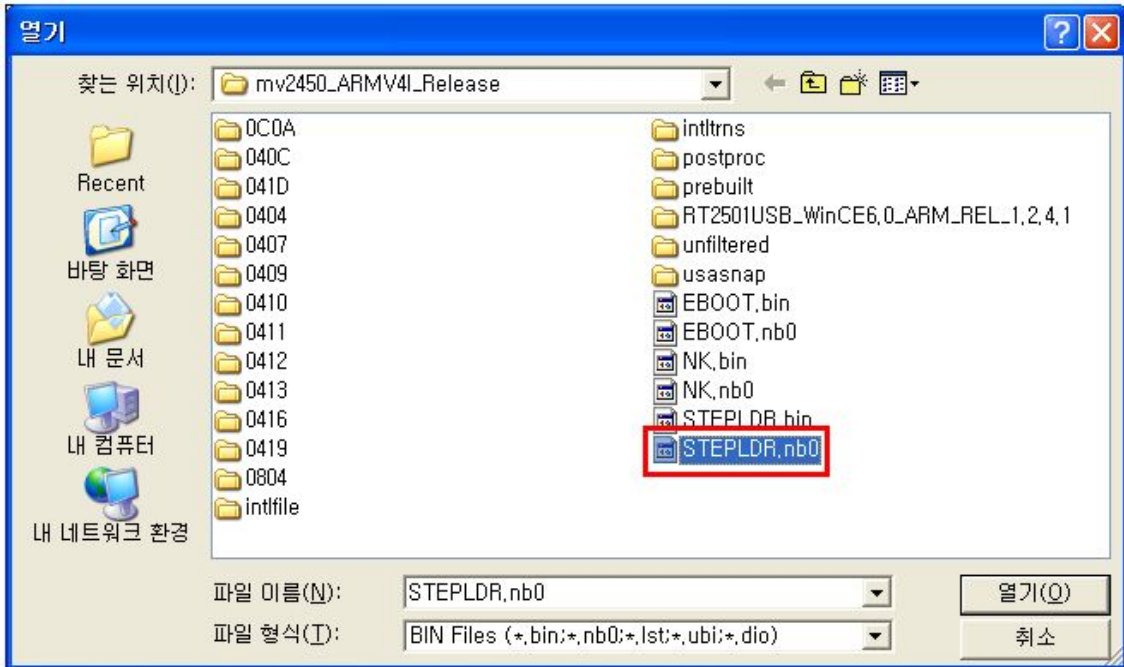 열기
찾는 위치(I):
mv2450_ARMV4I_Release
Recent
바탕 화면
내 문서
내 컴퓨터
내 네트워크 환경
0C0A
040C
041D
0404
0407
0409
0410
0411
0412
0413
0416
0419
0804
intlfile
intltrns
postproc
prebuilt
RT2501USB_WinCE6,0_ARM_REL_1,2,4,1
unfiltered
usasnap
EBOOT,bin
EBOOT,nb0
NK,bin
NK,nb0
STEPLDR,bin
STEPLDR,nb0
파일 이름(N):
STEPLDR,nb0
열기(O)
파일 형식(T):
BIN Files (*,bin;*,nb0;*,lst;*,ubi;*,dio)
취소